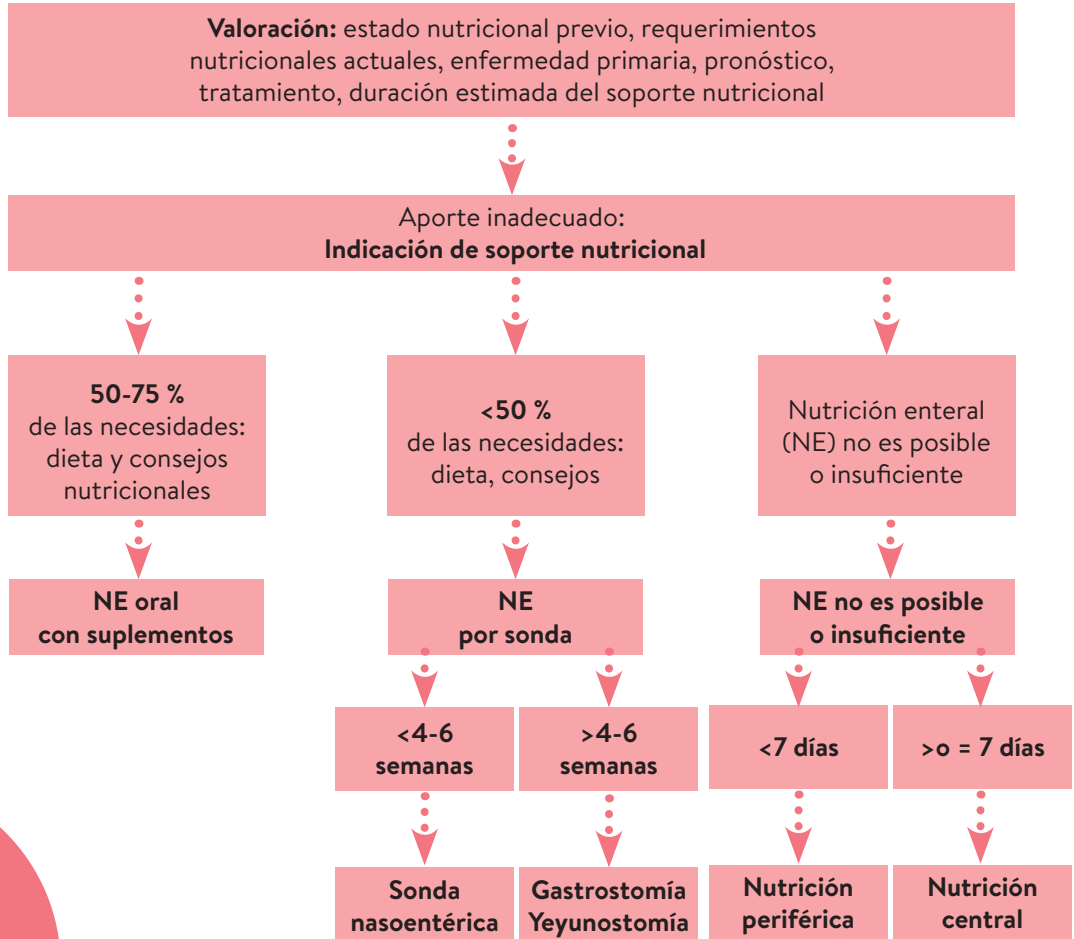 Valoración: estado nutricional previo, requerimientos
nutricionales actuales, enfermedad primaria, pronóstico,
tratamiento, duración estimada del soporte nutricional
Aporte inadecuado:
Indicación de soporte nutricional
50-75 %
de las necesidades:
dieta y consejos
nutricionales
<50 %
de las necesidades:
dieta, consejos
Nutrición enteral
(NE) no es posible
o insuficiente
NE oral
con suplementos
NE
por sonda
NE no es posible
o insuficiente
<4-6
semanas
>4-6
semanas
<7 días
>o = 7 días
Sonda
nasoentérica
Gastrostomía
Yeyunostomía
Nutrición
periférica
Nutrición
central